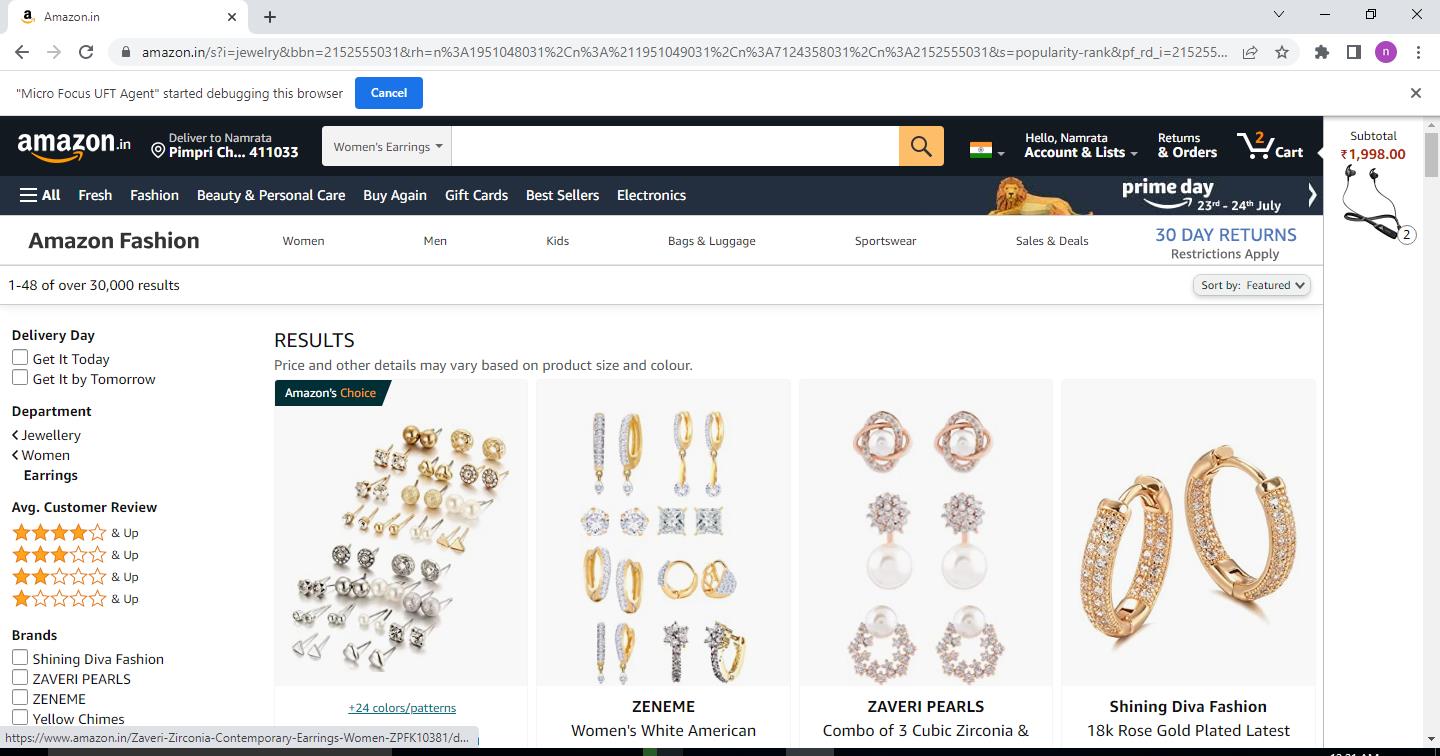 Amazon.in
amazon.in/s?i=jewelry&bbn=2152555031&rh=n%3A1951048031%2Cn%3A%211951049031%2Cn%3A7124358031%2Cn%3A2152555031&s=popularity-rank&pf_rd_i=215255...
n
"Micro Focus UFT Agent" started debugging this browser
Cancel
amazon.in
Deliver to Namrata
Pimpri Ch... 411033
Women's Earrings
Hello, Namrata
Account & Lists
Returns
& Orders
2
Cart
Subtotal
₹1,998.00
2
All
Fresh
Fashion
Beauty & Personal Care
Buy Again
Gift Cards
Best Sellers
Electronics
prime day
23rd - 24th July
Amazon Fashion
Women
Men
Kids
Bags & Luggage
Sportswear
Sales & Deals
30 DAY RETURNS
Restrictions Apply
1-48 of over 30,000 results
Sort by: Featured
Delivery Day
Get It Today
Get It by Tomorrow
Department
Jewellery
Women
Earrings
Avg. Customer Review
& Up
& Up
& Up
& Up
Brands
Shining Diva Fashion
ZAVERI PEARLS
ZENEME
Yellow Chimes
RESULTS
Price and other details may vary based on product size and colour.
Amazon's Choice
+24 colors/patterns
ZENEME
Women's White American
ZAVERI PEARLS
Combo of 3 Cubic Zirconia &
Shining Diva Fashion
18k Rose Gold Plated Latest
https://www.amazon.in/Zaveri-Zirconia-Contemporary-Earrings-Women-ZPFK10381/d...